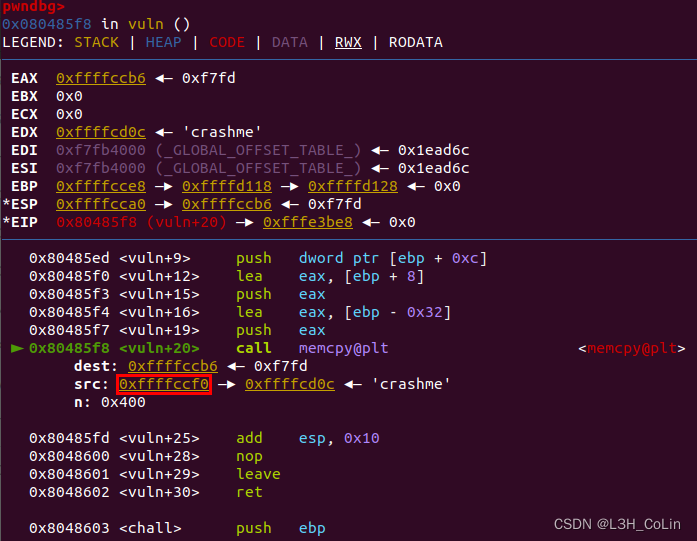 pwndbg>
0x080485f8 in vuln ()
LEGEND: STACK | HEAP | CODE | DATA | RWX | RODATA
EAX 0xffffccb6 ◂— 0xf7fd
EBX 0x0
ECX 0x0
EDX 0xffffcd0c ◂— 'crashme'
EDI 0xf7fb4000 (_GLOBAL_OFFSET_TABLE_) ◂— 0x1ead6c
ESI 0xf7fb4000 (_GLOBAL_OFFSET_TABLE_) ◂— 0x1ead6c
EBP 0xffffcce8 —▸ 0xffffd118 —▸ 0xffffd128 ◂— 0x0
*ESP 0xffffcca0 —▸ 0xffffccb6 ◂— 0xf7fd
*EIP 0x80485f8 (vuln+20) —▸ 0xfffe3be8 ◂— 0x0
0x80485ed <vuln+9> push dword ptr [ebp + 0xc]
0x80485f0 <vuln+12> lea eax, [ebp + 8]
0x80485f3 <vuln+15> push eax
0x80485f4 <vuln+16> lea eax, [ebp - 0x32]
0x80485f7 <vuln+19> push eax
► 0x80485f8 <vuln+20> call memcpy@plt <memcpy@plt>
dest: 0xffffccb6 ◂— 0xf7fd
src: 0xffffccf0 —▸ 0xffffcd0c ◂— 'crashme'
n: 0x400
0x80485fd <vuln+25> add esp, 0x10
0x8048600 <vuln+28> nop
0x8048601 <vuln+29> leave
0x8048602 <vuln+30> ret
0x8048603 <chall> push ebp
CSDN @L3H_CoLin